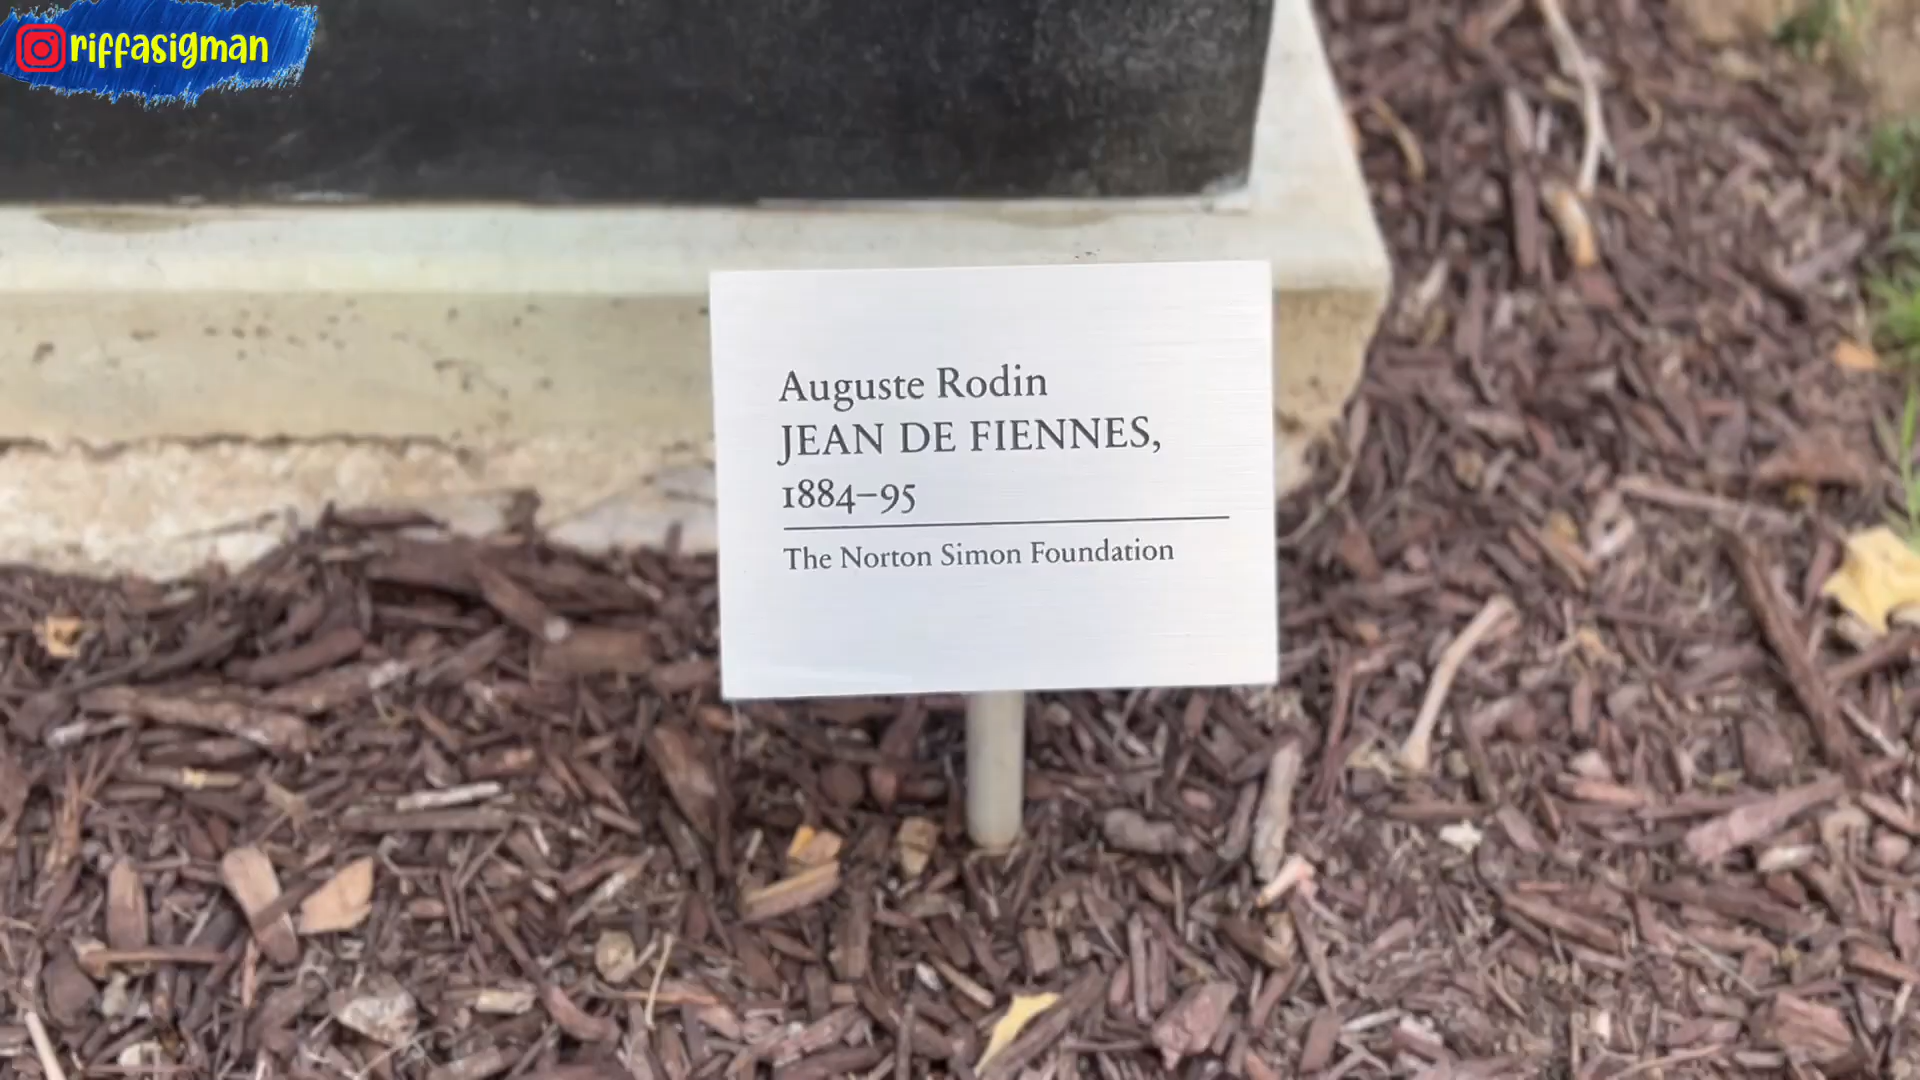 riffasigman
Auguste Rodin
JEAN DE FIENNES,
1884–95
The Norton Simon Foundation